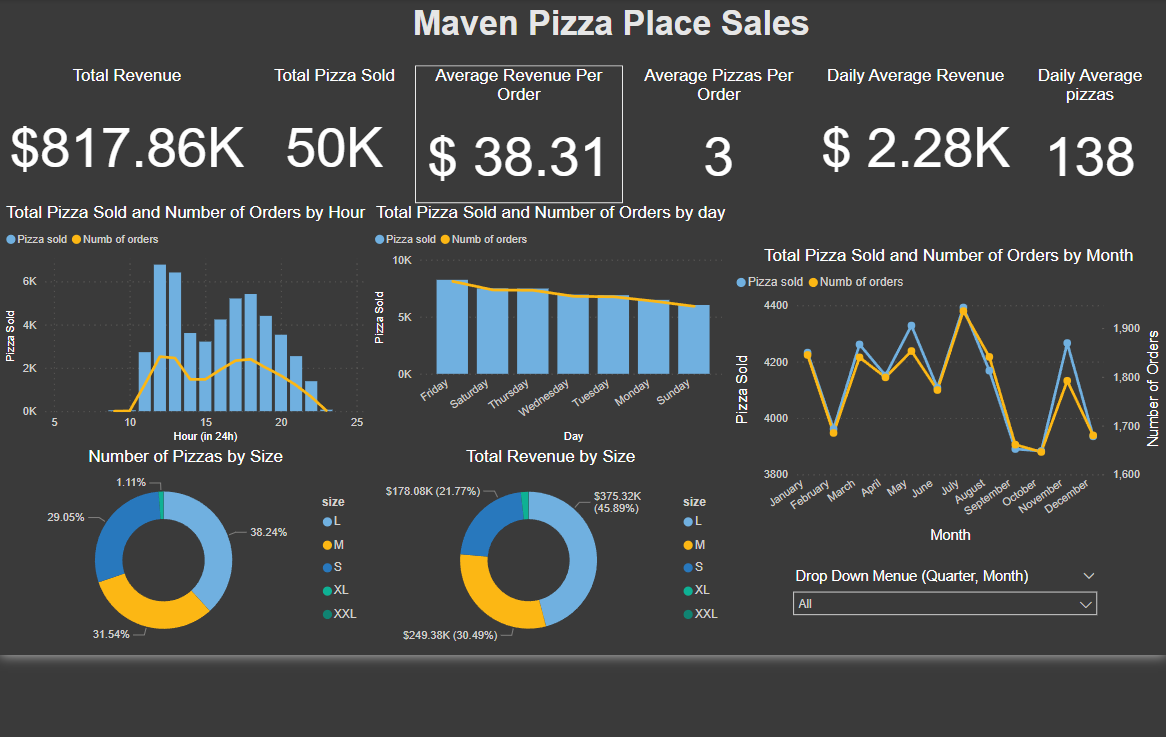 Maven Pizza Place Sales
Total Revenue
$817.86K
Total Pizza Sold
50K
Average Revenue Per
Order
$ 38.31
Average Pizzas Per
Order
3
Daily Average Revenue
$ 2.28K
Daily Average
pizzas
138
Total Pizza Sold and Number of Orders by Hour
Pizza sold Numb of orders
Pizza Sold
6K
4K
2K
0K
5 10 15 20 25
Hour (in 24h)
Total Pizza Sold and Number of Orders by day
Pizza sold Numb of orders
Pizza Sold
10K
5K
0K
Friday
Saturday
Thursday
Wednesday
Tuesday
Monday
Sunday
Day
Total Pizza Sold and Number of Orders by Month
Pizza sold Numb of orders
Pizza Sold
4400
4200
4000
3800
1,900
1,800
1,700
1,600
Number of Orders
January
February
March
April
May
June
July
August
September
October
November
December
Month
Number of Pizzas by Size
1.11%
29.05%
38.24%
31.54%
size
L
M
S
XL
XXL
Total Revenue by Size
$178.08K (21.77%)
$375.32K
(45.89%)
$249.38K (30.49%)
size
L
M
S
XL
XXL
Drop Down Menue (Quarter, Month)
All